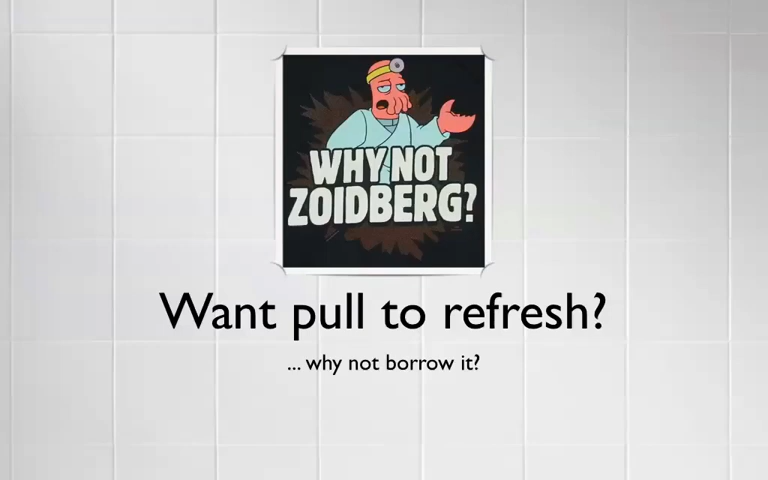 WHY NOT
ZOIDBERG?
Want pull to refresh?
... why not borrow it?